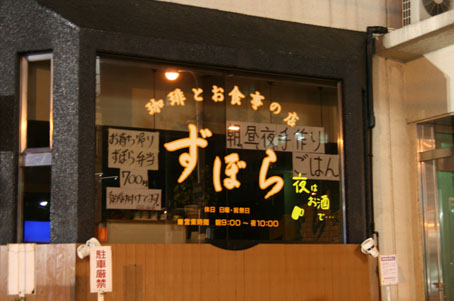 珈琲とお食事の店
お持ち帰り
ずぼら弁当
700円
ずぼら
朝昼夜手作り
ごはん
夜は
お酒
で…
休日 日曜・祝祭日
営業時間 朝9:00〜夜10:00
駐車厳禁